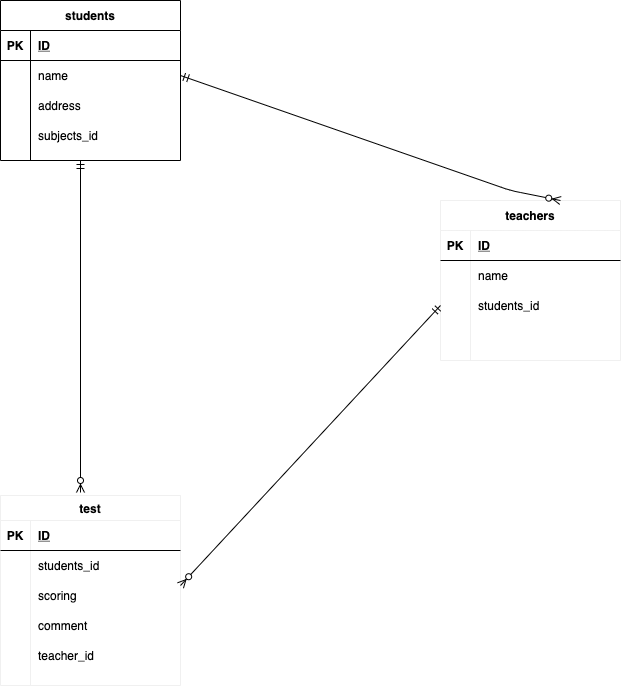 students
PK ID
name
address
subjects_id
teachers
PK ID
name
students_id
test
PK ID
students_id
scoring
comment
teacher_id